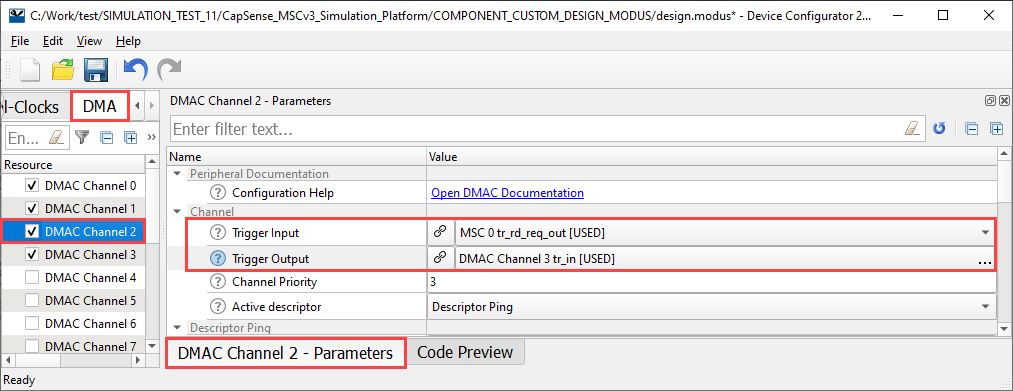 C:/Work/test/SIMULATION_TEST_11/CapSense_MSCv3_Simulation_Platform/COMPONENT_CUSTOM_DESIGN_MODUS/design.modus* - Device Configurator 2...
File Edit View Help
l-Clocks DMA
En... »
Resource
DMAC Channel 0
DMAC Channel 1
DMAC Channel 2
DMAC Channel 3
DMAC Channel 4
DMAC Channel 5
DMAC Channel 6
DMAC Channel 7
DMAC Channel 2 - Parameters
Enter filter text...
Name Value
Peripheral Documentation
? Configuration Help Open DMAC Documentation
Channel
? Trigger Input MSC 0 tr_rd_req_out [USED]
? Trigger Output DMAC Channel 3 tr_in [USED] ...
? Channel Priority 3
? Active descriptor Descriptor Ping
Descriptor Ping
DMAC Channel 2 - Parameters Code Preview
Ready